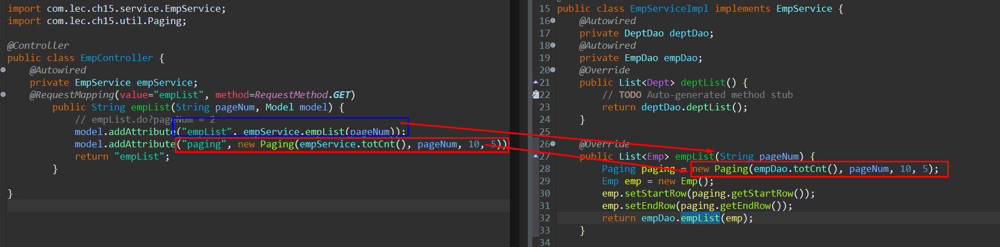 import com.lec.ch15.service.EmpService;
import com.lec.ch15.util.Paging;
@Controller
public class EmpController {
@Autowired
private EmpService empService;
@RequestMapping(value="empList", method=RequestMethod.GET)
public String empList(String pageNum, Model model) {
// empList.do?pageNum = 2
model.addAttribute("empList", empService.empList(pageNum));
model.addAttribute("paging", new Paging(empService.totCnt(), pageNum, 10, 5))
return "empList";
}
}
15 public class EmpServiceImpl implements EmpService {
16 @Autowired
17 private DeptDao deptDao;
18 @Autowired
19 private EmpDao empDao;
20 @Override
21 public List<Dept> deptList() {
22 // TODO Auto-generated method stub
23 return deptDao.deptList();
24 }
25
26 @Override
27 public List<Emp> empList(String pageNum) {
28 Paging paging = new Paging(empDao.totCnt(), pageNum, 10, 5);
29 Emp emp = new Emp();
30 emp.setStartRow(paging.getStartRow());
31 emp.setEndRow(paging.getEndRow());
32 return empDao.empList(emp);
33 }
34